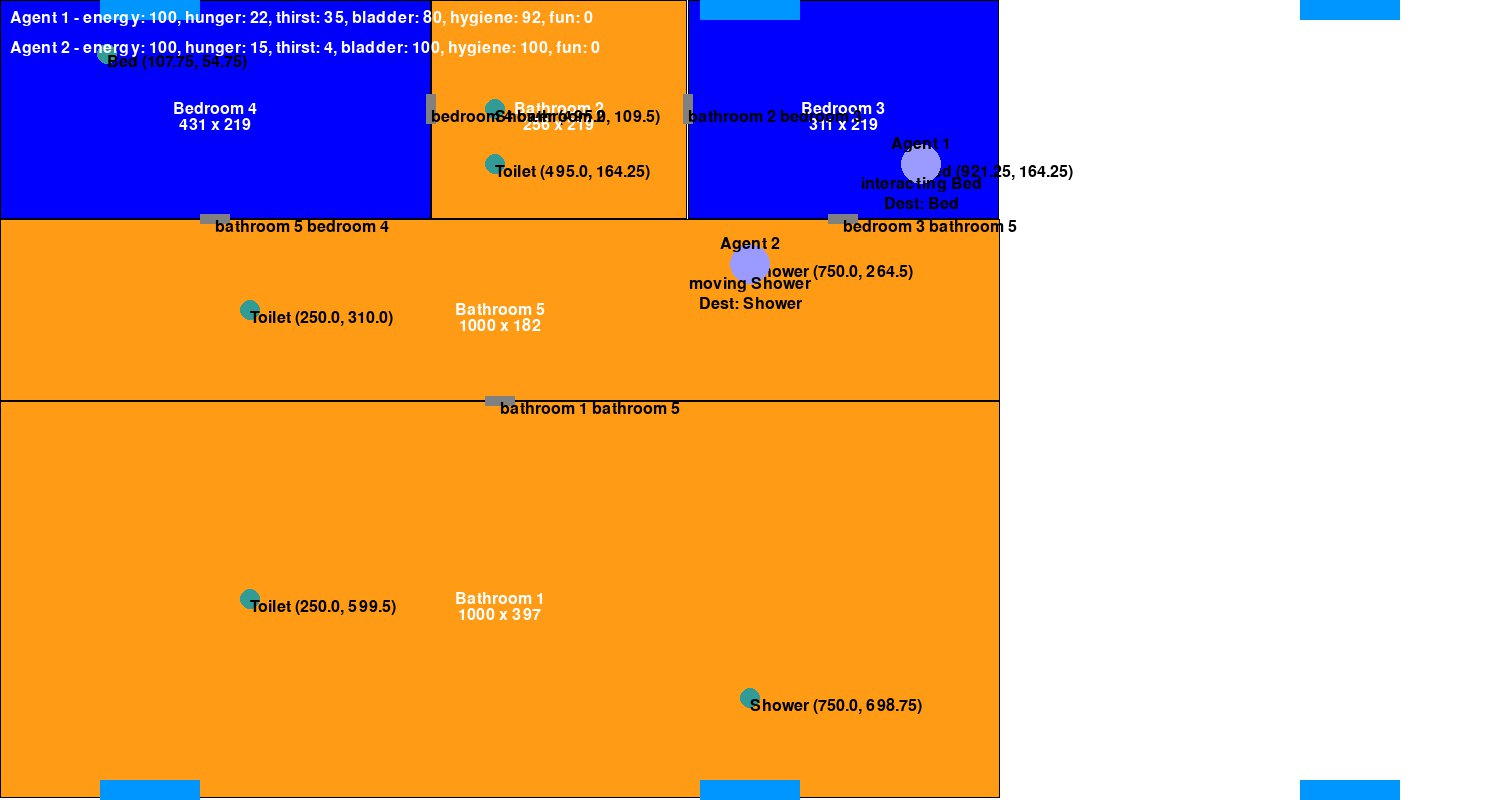 Agent 1 - energy: 100, hunger: 22, thirst: 35, bladder: 80, hygiene: 92, fun: 0
Agent 2 - energy: 100, hunger: 15, thirst: 4, bladder: 100, hygiene: 100, fun: 0
Bed (107.75, 54.75)
Bedroom 4
431 x 219
Bathroom 2
256 x 219
Bedroom 3
311 x 219
bedroom 4 bathroom 2
Shower (495.0, 109.5)
bathroom 2 bedroom 3
Agent 1
(921.25, 164.25)
interacting Bed
Dest: Bed
Toilet (495.0, 164.25)
bathroom 5 bedroom 4
bedroom 3 bathroom 5
Agent 2
Shower (750.0, 264.5)
moving Shower
Dest: Shower
Toilet (250.0, 310.0)
Bathroom 5
1000 x 182
bathroom 1 bathroom 5
Toilet (250.0, 599.5)
Bathroom 1
1000 x 397
Shower (750.0, 698.75)